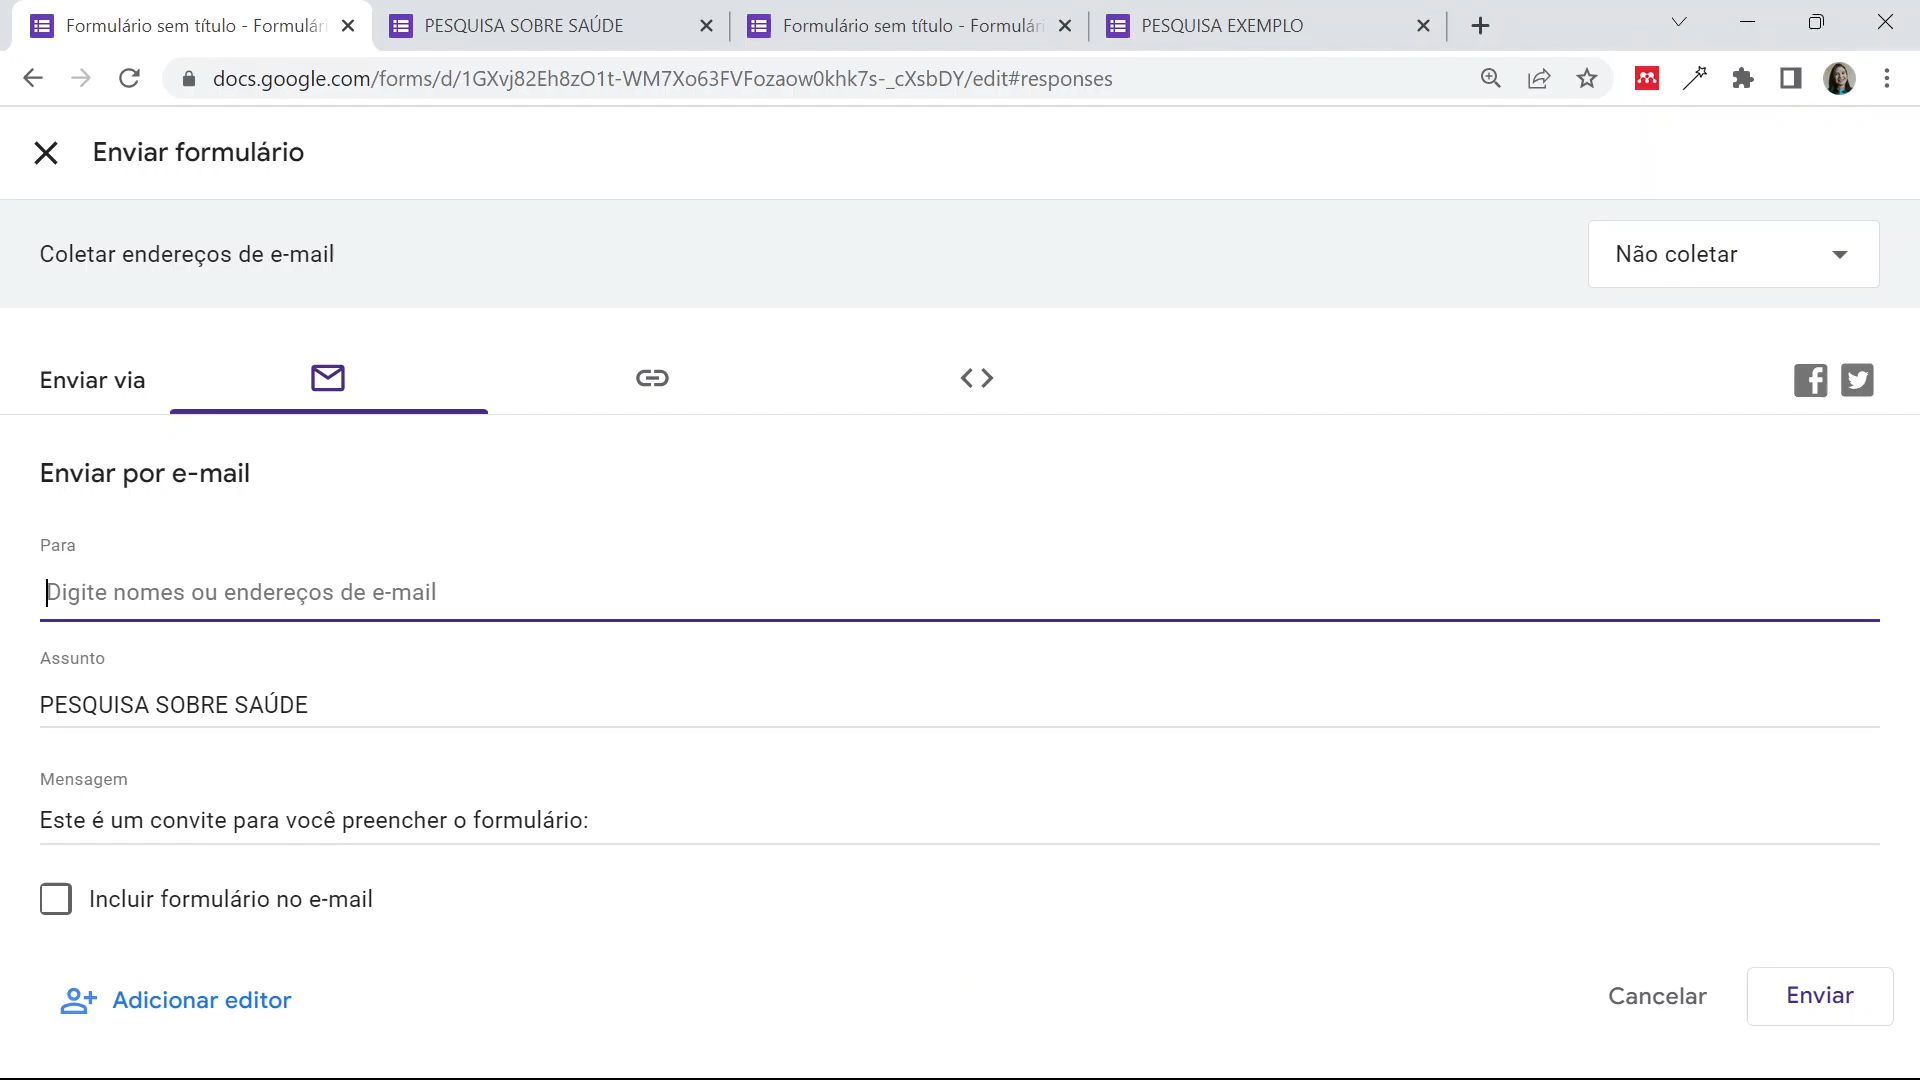 Formulário sem título - Formulári
PESQUISA SOBRE SAÚDE
Formulário sem título - Formulári
PESQUISA EXEMPLO
docs.google.com/forms/d/1GXvj82Eh8zO1t-WM7Xo63FVFozaow0khk7s-_cXsbDY/edit#responses
Enviar formulário
Coletar endereços de e-mail
Não coletar
Enviar via
Enviar por e-mail
Para
Digite nomes ou endereços de e-mail
Assunto
PESQUISA SOBRE SAÚDE
Mensagem
Este é um convite para você preencher o formulário:
Incluir formulário no e-mail
Adicionar editor
Cancelar
Enviar